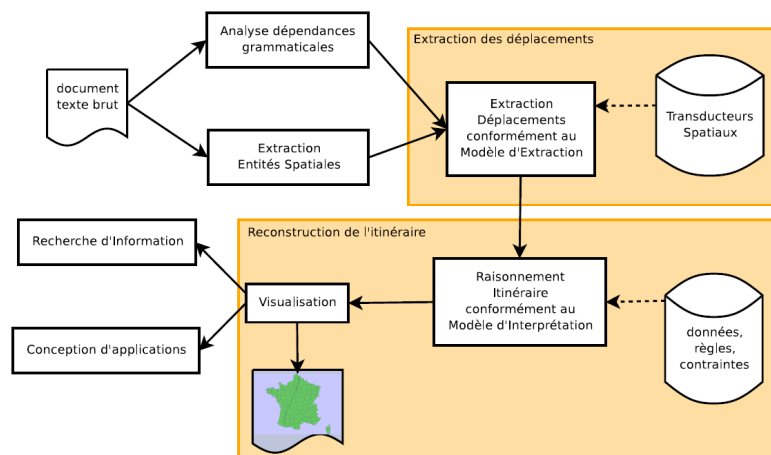 Analyse dépendances
grammaticales
Extraction des déplacements
document
texte brut
Extraction
Déplacements
conformément au
Modèle d'Extraction
Transducteurs
Spatiaux
Extraction
Entités Spatiales
Reconstruction de l'itinéraire
Recherche d'Information
Raisonnement
Itinéraire
conformément au
Modèle d'Interprétation
Visualisation
données,
règles,
contraintes
Conception d'applications